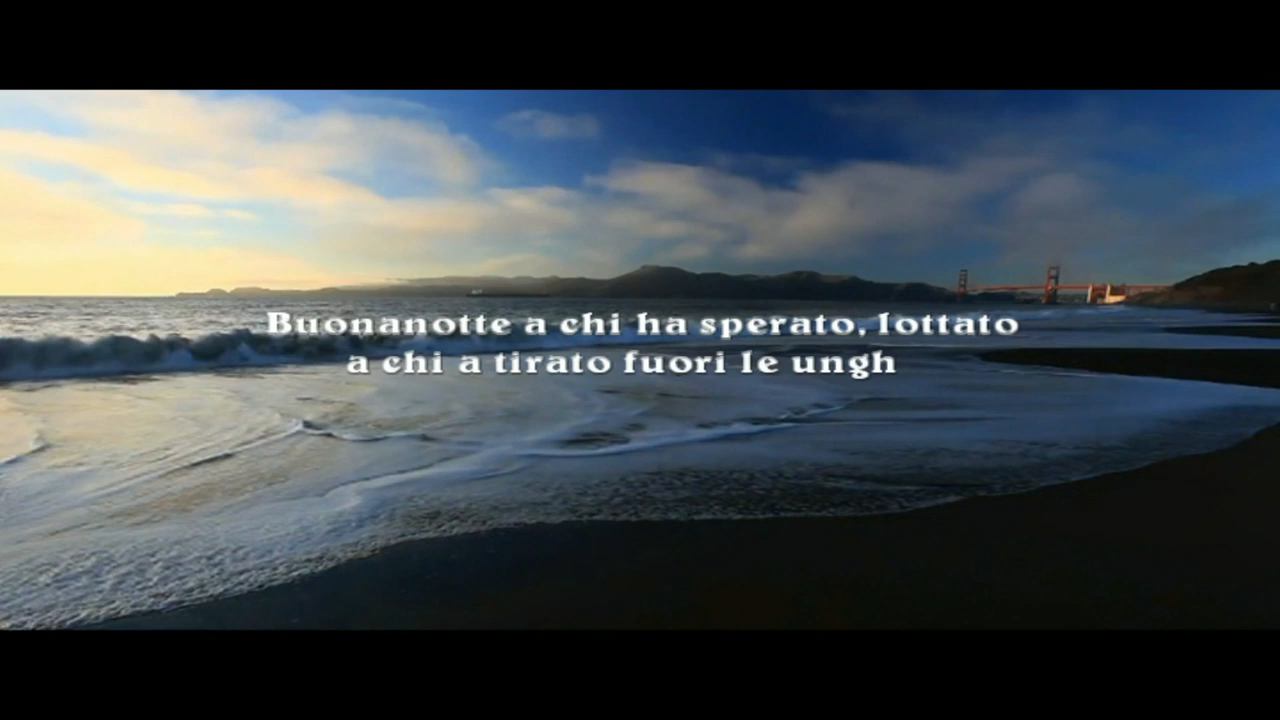 Buonanotte a chi ha sperato, lottato
a chi a tirato fuori le ungh